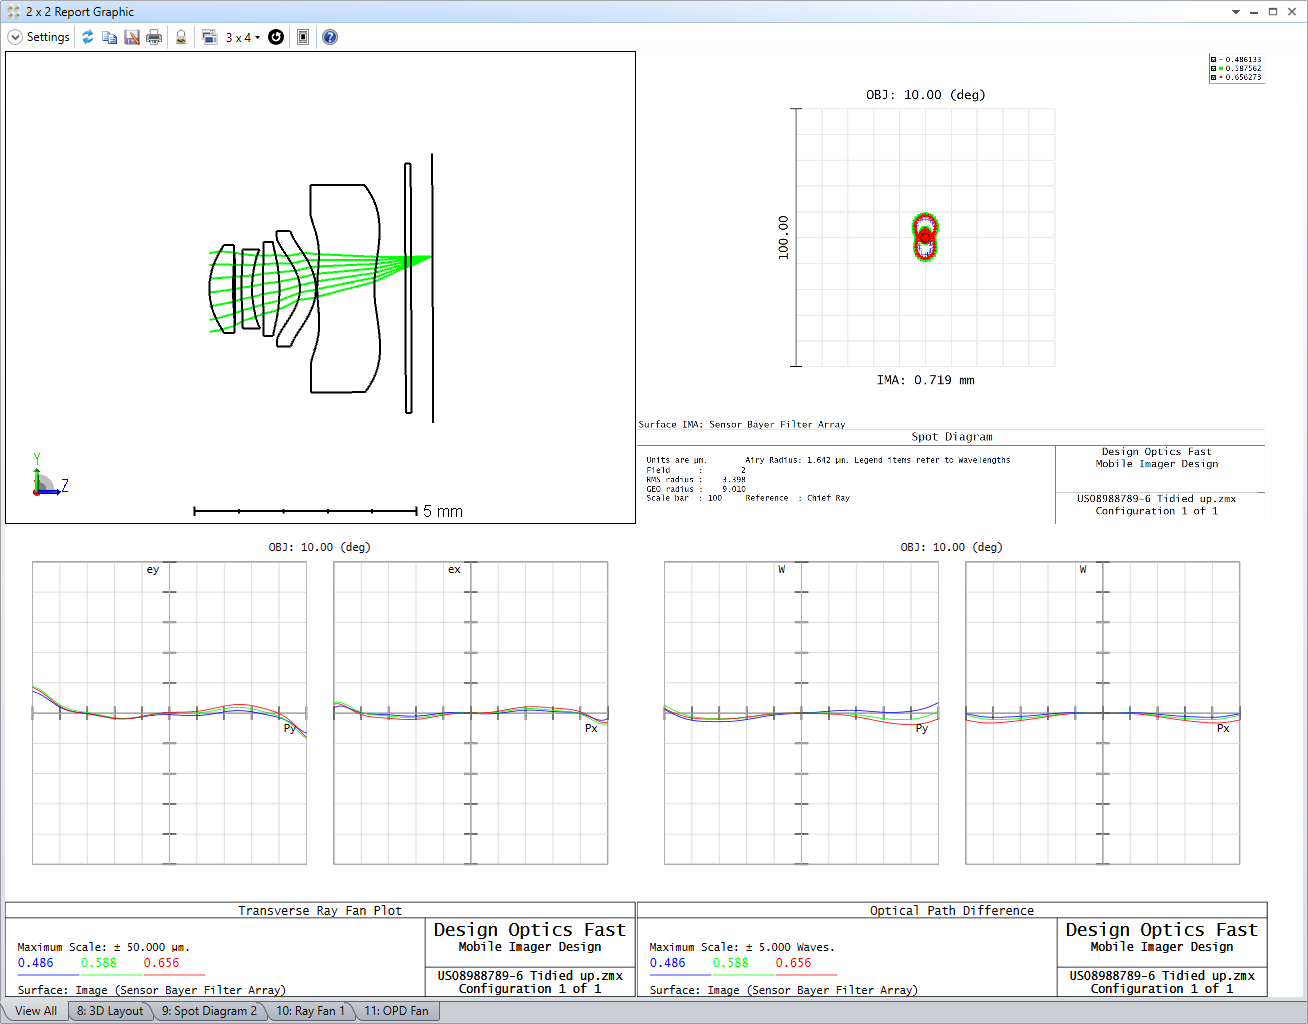 2 x 2 Report Graphic
Settings
3 x 4
Y
Z
5 mm
0.486133
0.587562
0.656273
OBJ: 10.00 (deg)
100.00
IMA: 0.719 mm
Surface IMA: Sensor Bayer Filter Array
Spot Diagram
Units are µm. Airy Radius: 1.642 µm. Legend items refer to Wavelengths
Field : 2
RMS radius : 3.398
GEO radius : 9.010
Scale bar : 100 Reference : Chief Ray
Design Optics Fast
Mobile Imager Design
US08988789-6 Tidied up.zmx
Configuration 1 of 1
OBJ: 10.00 (deg)
ey
ex
Py
Px
OBJ: 10.00 (deg)
W
W
Py
Px
Transverse Ray Fan Plot
Maximum Scale: ± 50.000 µm.
0.486 0.588 0.656
Surface: Image (Sensor Bayer Filter Array)
Design Optics Fast
Mobile Imager Design
US08988789-6 Tidied up.zmx
Configuration 1 of 1
Optical Path Difference
Maximum Scale: ± 5.000 Waves.
0.486 0.588 0.656
Surface: Image (Sensor Bayer Filter Array)
Design Optics Fast
Mobile Imager Design
US08988789-6 Tidied up.zmx
Configuration 1 of 1
View All
8: 3D Layout
9: Spot Diagram 2
10: Ray Fan 1
11: OPD Fan